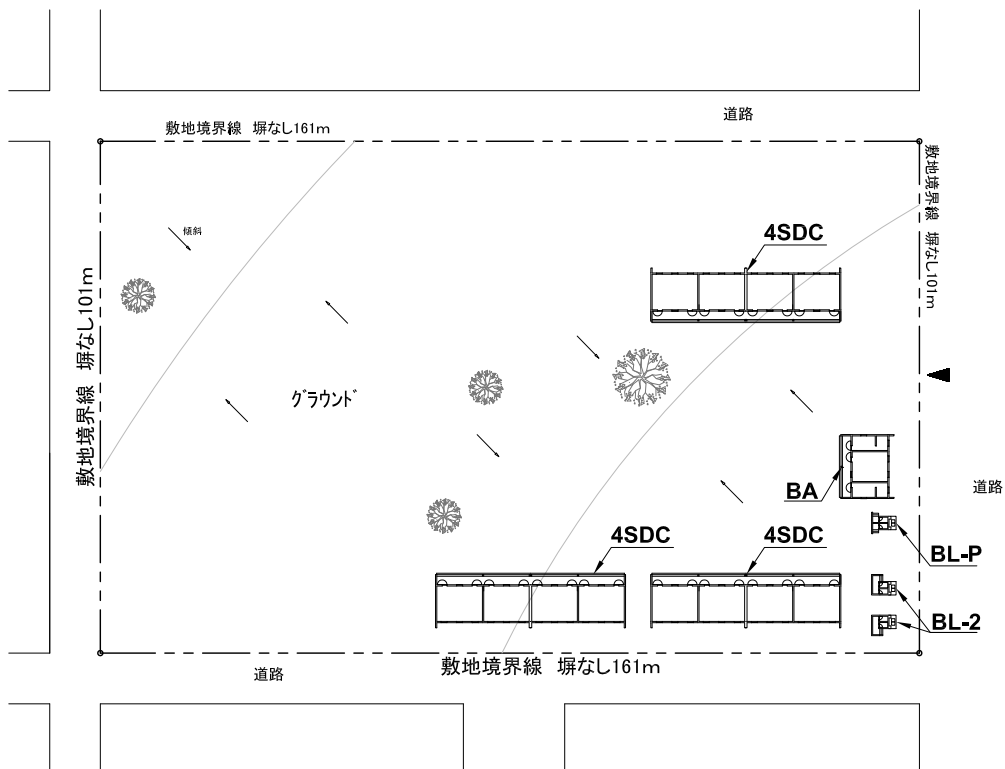 道路
敷地境界線 塀なし161m
敷地境界線 塀なし101m
4SDC
傾斜
敷地境界線 塀なし101m
グラウンド
BA
道路
4SDC
4SDC
BL-P
BL-2
敷地境界線 塀なし161m
道路